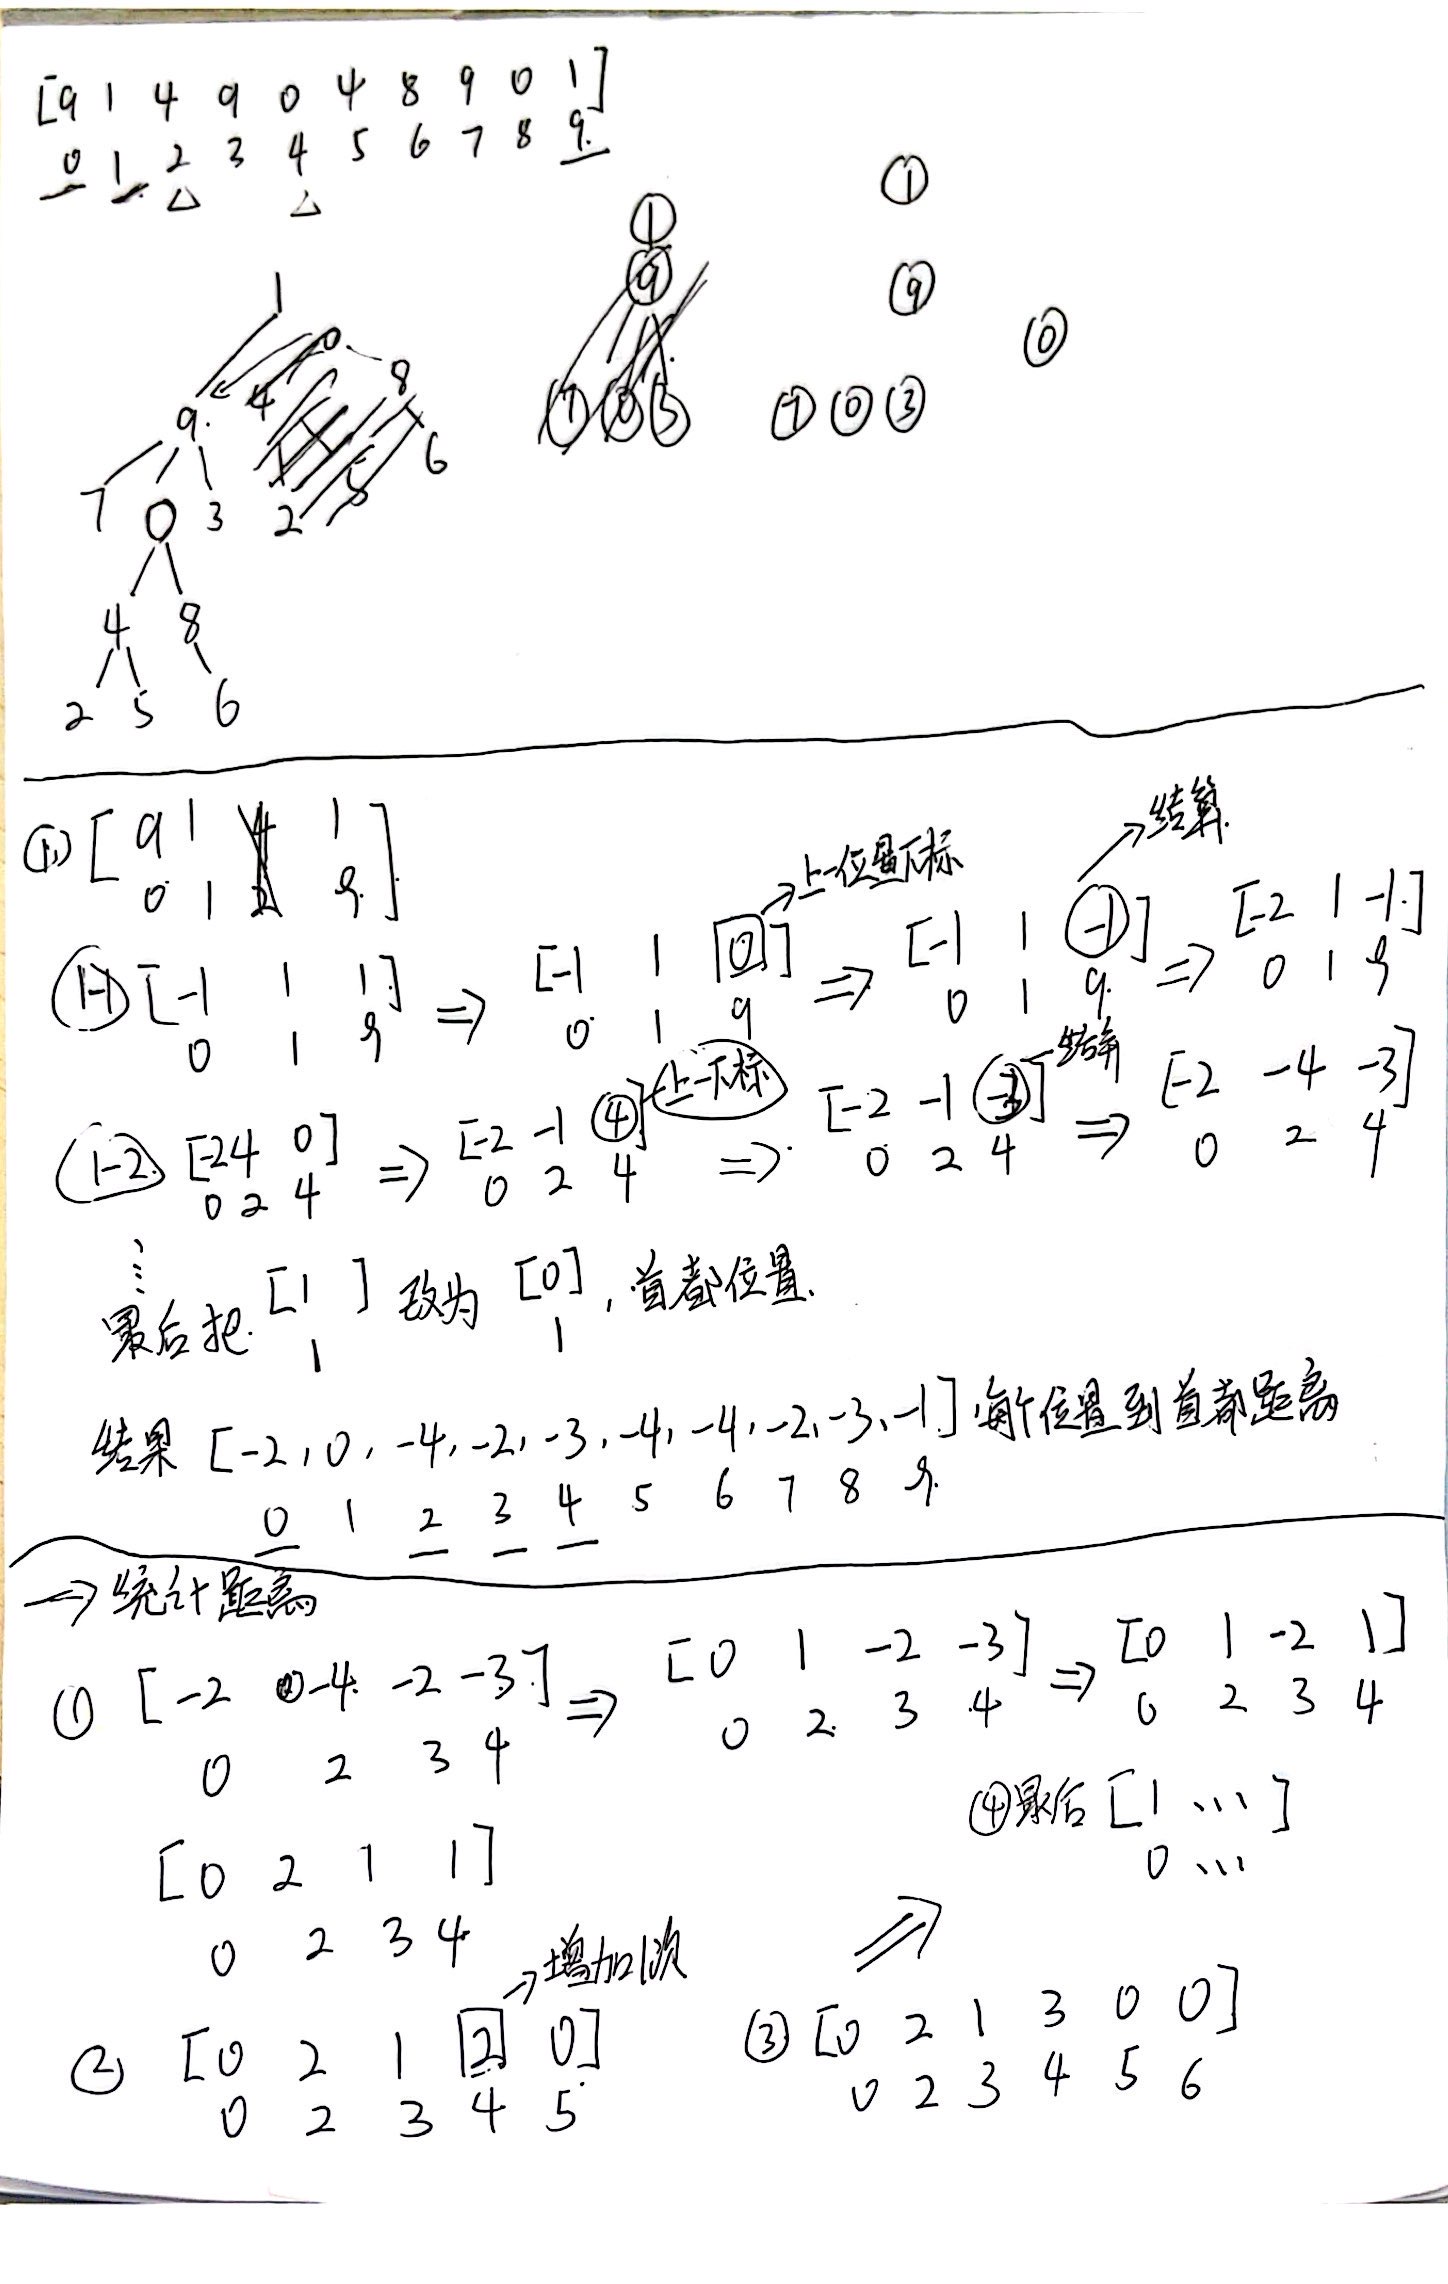 [9 1 4 9 0 4 8 9 0 1]
0 1 2 3 4 5 6 7 8 9
△ △
1
0
8
9 4
6
7 0 3 2
4 8
2 5 6
①
⑨
① ⑨ ⓪
⑦ ⓪ ③
① [9 1 4 1]
0 1 2 9
1-1 [-1 1 1] ⇒ [-1 1 0] →上一位置下标 ⇒ [-1 1 -1] →结算 ⇒ [-2 1 -1]
0 1 9 0 1 9 0 1 9 0 1 9
1-2 [-2 4 0] ⇒ [-2 -1 4] 上一下标 ⇒ [-2 -1 -3] 结算 ⇒ [-2 -4 -3]
0 2 4 0 2 4 0 2 4 0 2 4
最后把 [1 ] 改为 [0], 首都位置.
1 1
结果 [-2, 0, -4, -2, -3, -4, -4, -2, -3, -1], 每个位置到首都距离
0 1 2 3 4 5 6 7 8 9
→ 统计距离
① [-2 -4 -2 -3] ⇒ [0 1 -2 -3] ⇒ [0 1 -2 1]
0 2 3 4 0 2 3 4 0 2 3 4
④最后 [1 ...]
0 ...
[0 2 1 1]
0 2 3 4
→增加1次
② [0 2 1 2 0] ③ [0 2 1 3 0 0] ⇒
0 2 3 4 5 0 2 3 4 5 6